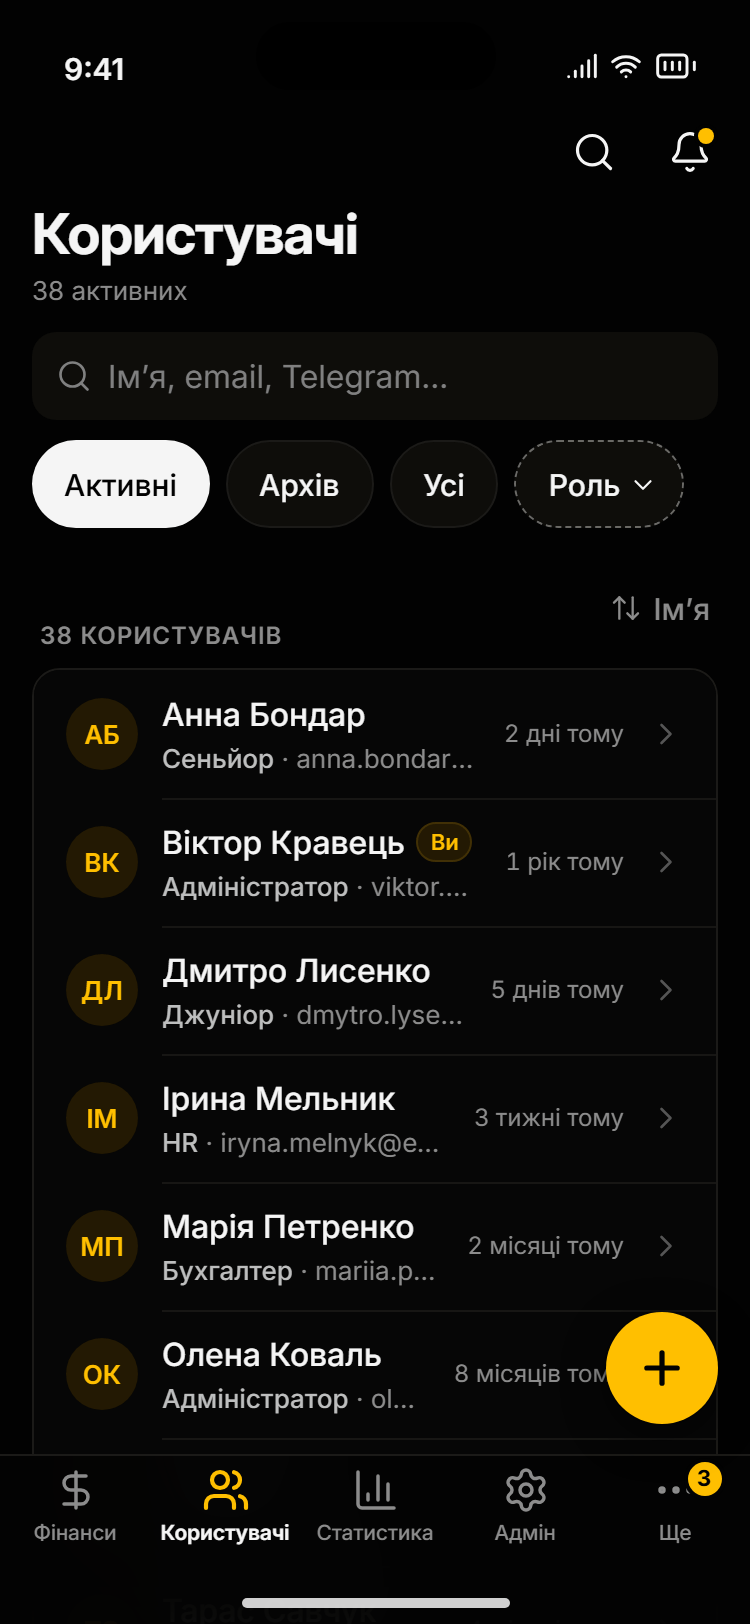 9:41
Користувачі
38 активних
Ім’я, email, Telegram...
Активні
Архів
Усі
Роль
Ім’я
38 КОРИСТУВАЧІВ
АБ
Анна Бондар
2 дні тому
Сеньйор · anna.bondar...
ВК
Віктор Кравець
Ви
1 рік тому
Адміністратор · viktor....
ДЛ
Дмитро Лисенко
5 днів тому
Джуніор · dmytro.lyse...
ІМ
Ірина Мельник
3 тижні тому
HR · iryna.melnyk@e...
МП
Марія Петренко
2 місяці тому
Бухгалтер · mariia.p...
ОК
Олена Коваль
8 місяців том
Адміністратор · ol...
3
Фінанси
Користувачі
Статистика
Адмін
Ще
Тарас Савчук